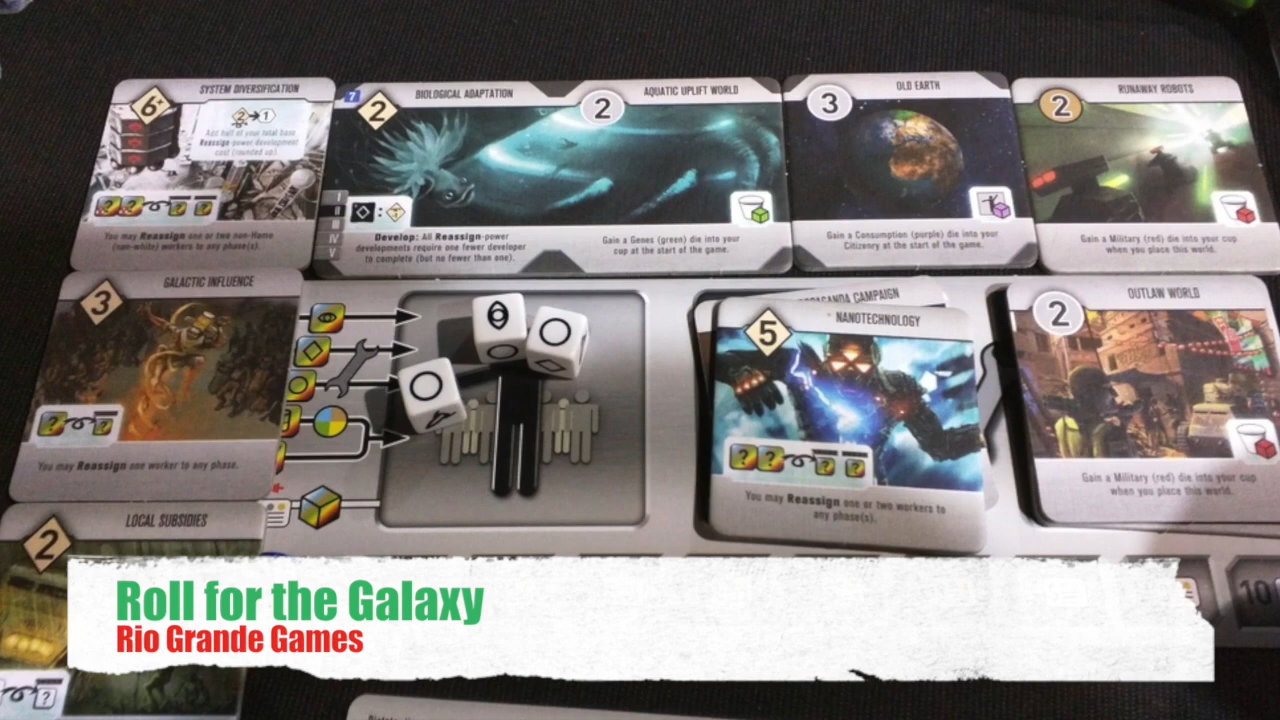 SYSTEM DIVERSIFICATION
6+
2 → 1
Add half of your total base
Reassign-power development
cost (rounded up).
You may Reassign one or two non-Home
(non-white) workers to any phase(s).
7
2
BIOLOGICAL ADAPTATION
I
II
III
IV
V
Develop: All Reassign-power
developments require one fewer developer
to complete (but no fewer than one).
2
AQUATIC UPLIFT WORLD
Gain a Genes (green) die into your
cup at the start of the game.
3
OLD EARTH
Gain a Consumption (purple) die into your
Citizenry at the start of the game.
2
RUNAWAY ROBOTS
Gain a Military (red) die into your cup
when you place this world.
GALACTIC INFLUENCE
3
You may Reassign one worker to any phase.
CAMPAIGN
5
NANOTECHNOLOGY
You may Reassign one or two workers to
any phase(s).
2
OUTLAW WORLD
Gain a Military (red) die into your cup
when you place this world.
LOCAL SUBSIDIES
2
10
Roll for the Galaxy
Rio Grande Games